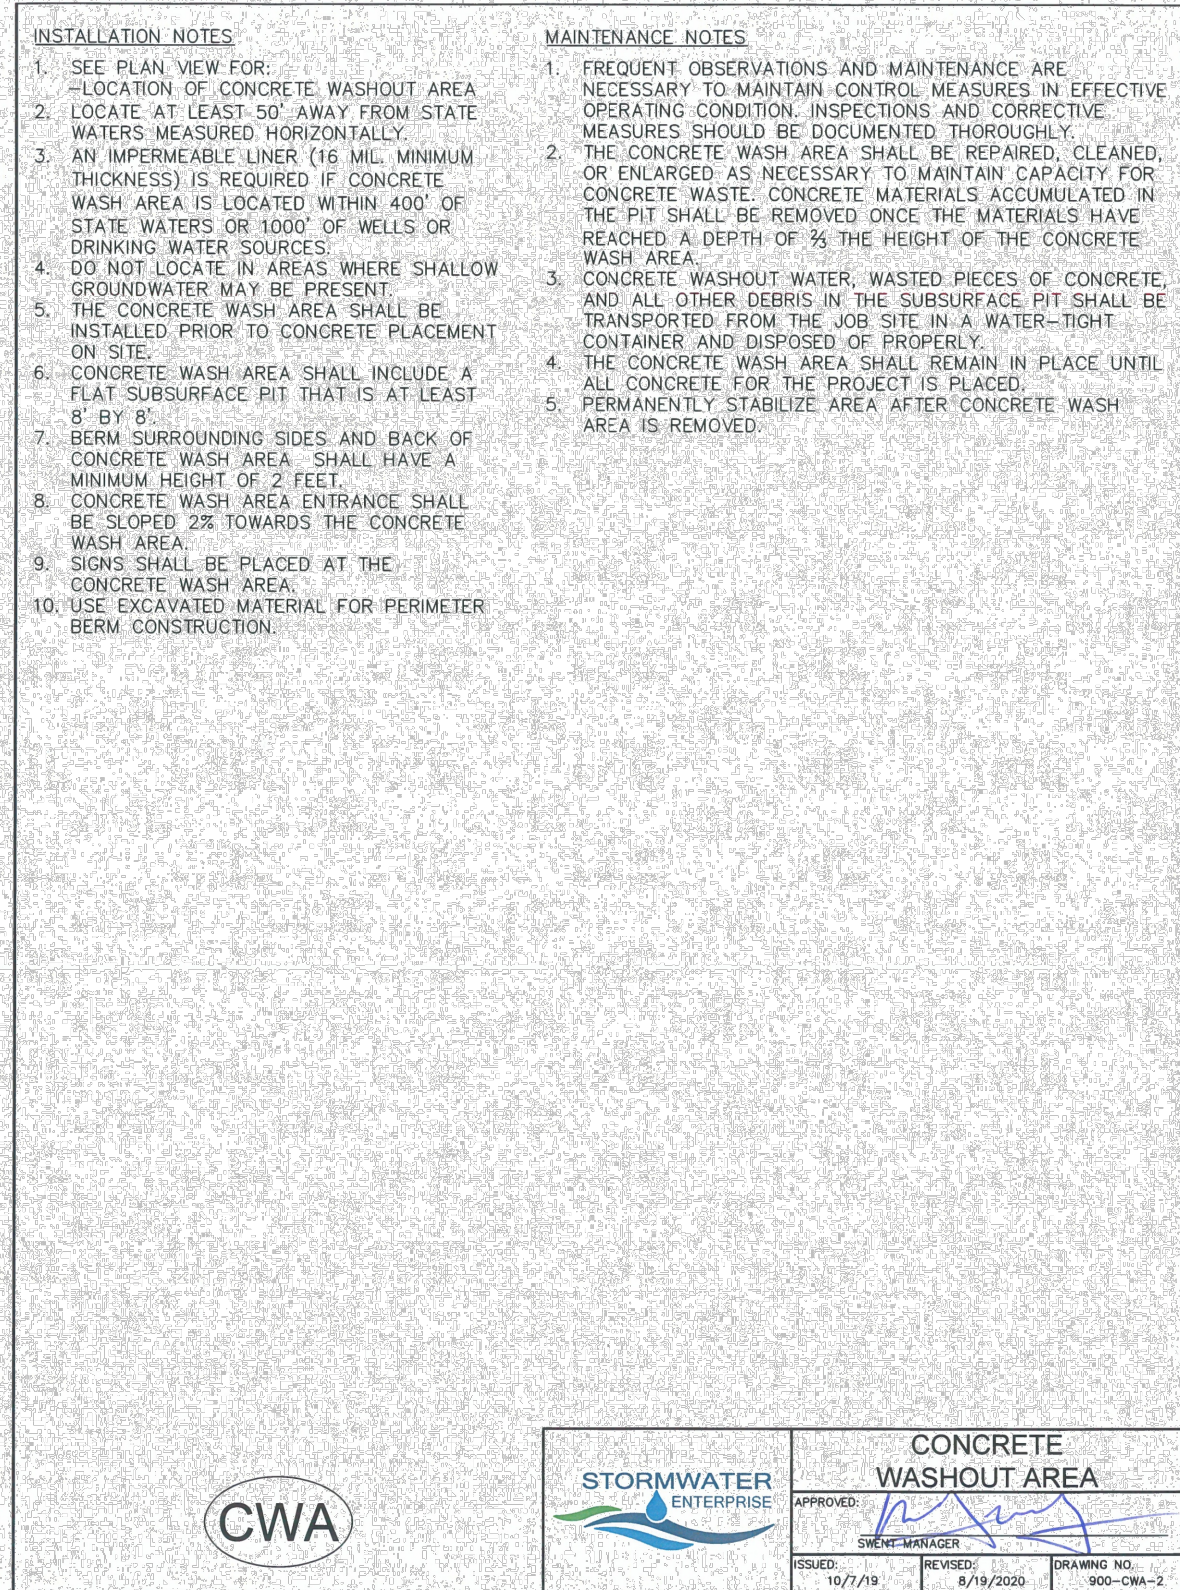 INSTALLATION NOTES
1. SEE PLAN VIEW FOR:
-LOCATION OF CONCRETE WASHOUT AREA
2. LOCATE AT LEAST 50' AWAY FROM STATE
WATERS MEASURED HORIZONTALLY.
3. AN IMPERMEABLE LINER (16 MIL. MINIMUM
THICKNESS) IS REQUIRED IF CONCRETE
WASH AREA IS LOCATED WITHIN 400' OF
STATE WATERS OR 1000' OF WELLS OR
DRINKING WATER SOURCES.
4. DO NOT LOCATE IN AREAS WHERE SHALLOW
GROUNDWATER MAY BE PRESENT.
5. THE CONCRETE WASH AREA SHALL BE
INSTALLED PRIOR TO CONCRETE PLACEMENT
ON SITE.
6. CONCRETE WASH AREA SHALL INCLUDE A
FLAT SUBSURFACE PIT THAT IS AT LEAST
8' BY 8'.
7. BERM SURROUNDING SIDES AND BACK OF
CONCRETE WASH AREA SHALL HAVE A
MINIMUM HEIGHT OF 2 FEET.
8. CONCRETE WASH AREA ENTRANCE SHALL
BE SLOPED 2% TOWARDS THE CONCRETE
WASH AREA.
9. SIGNS SHALL BE PLACED AT THE
CONCRETE WASH AREA.
10. USE EXCAVATED MATERIAL FOR PERIMETER
BERM CONSTRUCTION.
MAINTENANCE NOTES
1. FREQUENT OBSERVATIONS AND MAINTENANCE ARE
NECESSARY TO MAINTAIN CONTROL MEASURES IN EFFECTIVE
OPERATING CONDITION. INSPECTIONS AND CORRECTIVE
MEASURES SHOULD BE DOCUMENTED THOROUGHLY.
2. THE CONCRETE WASH AREA SHALL BE REPAIRED, CLEANED,
OR ENLARGED AS NECESSARY TO MAINTAIN CAPACITY FOR
CONCRETE WASTE. CONCRETE MATERIALS ACCUMULATED IN
THE PIT SHALL BE REMOVED ONCE THE MATERIALS HAVE
REACHED A DEPTH OF ⅔ THE HEIGHT OF THE CONCRETE
WASH AREA.
3. CONCRETE WASHOUT WATER, WASTED PIECES OF CONCRETE,
AND ALL OTHER DEBRIS IN THE SUBSURFACE PIT SHALL BE
TRANSPORTED FROM THE JOB SITE IN A WATER-TIGHT
CONTAINER AND DISPOSED OF PROPERLY.
4. THE CONCRETE WASH AREA SHALL REMAIN IN PLACE UNTIL
ALL CONCRETE FOR THE PROJECT IS PLACED.
5. PERMANENTLY STABILIZE AREA AFTER CONCRETE WASH
AREA IS REMOVED.
CWA
STORMWATER
ENTERPRISE
CONCRETE
WASHOUT AREA
APPROVED:
SWENT MANAGER
ISSUED: REVISED: DRAWING NO.
10/7/19 8/19/2020 900-CWA-2